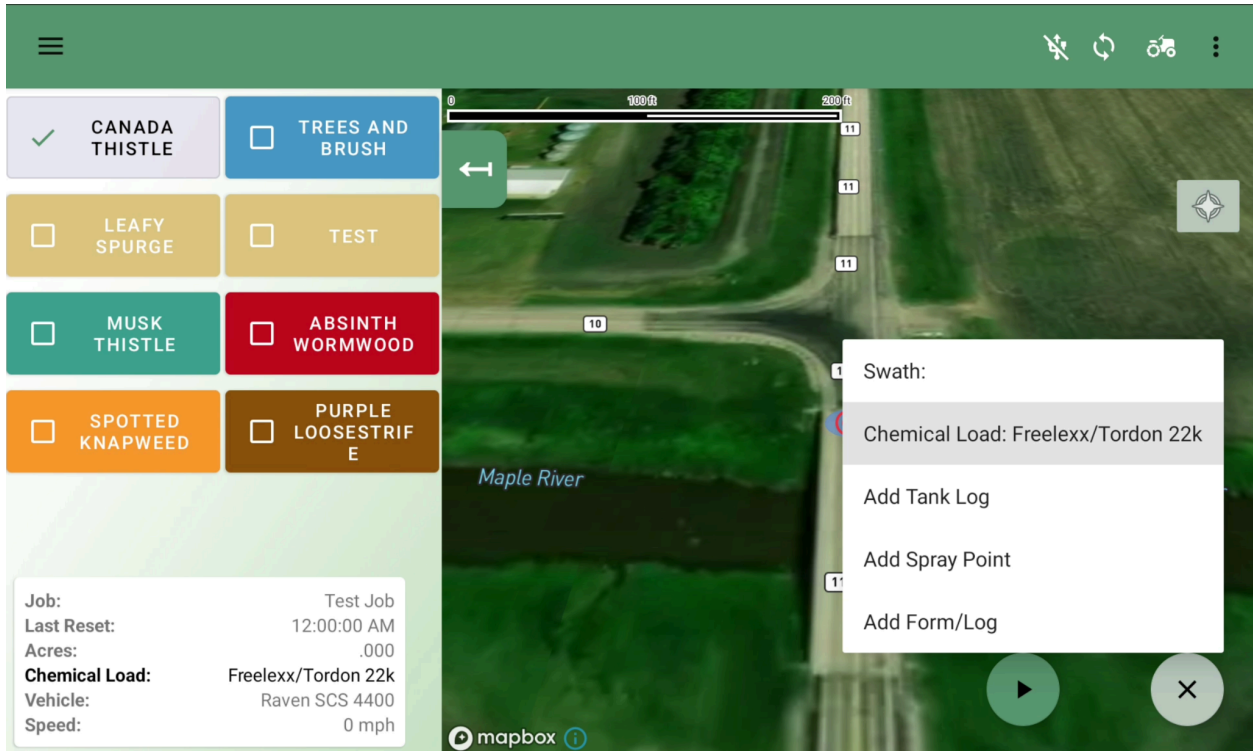 CANADA
THISTLE
TREES AND
BRUSH
LEAFY
SPURGE
TEST
MUSK
THISTLE
ABSINTH
WORMWOOD
SPOTTED
KNAPWEED
PURPLE
LOOSESTRIF
E
Job: Test Job
Last Reset: 12:00:00 AM
Acres: .000
Chemical Load: Freelexx/Tordon 22k
Vehicle: Raven SCS 4400
Speed: 0 mph
0 100 ft 200 ft
11
11
11
10
Maple River
11
mapbox
Swath:
Chemical Load: Freelexx/Tordon 22k
Add Tank Log
Add Spray Point
Add Form/Log